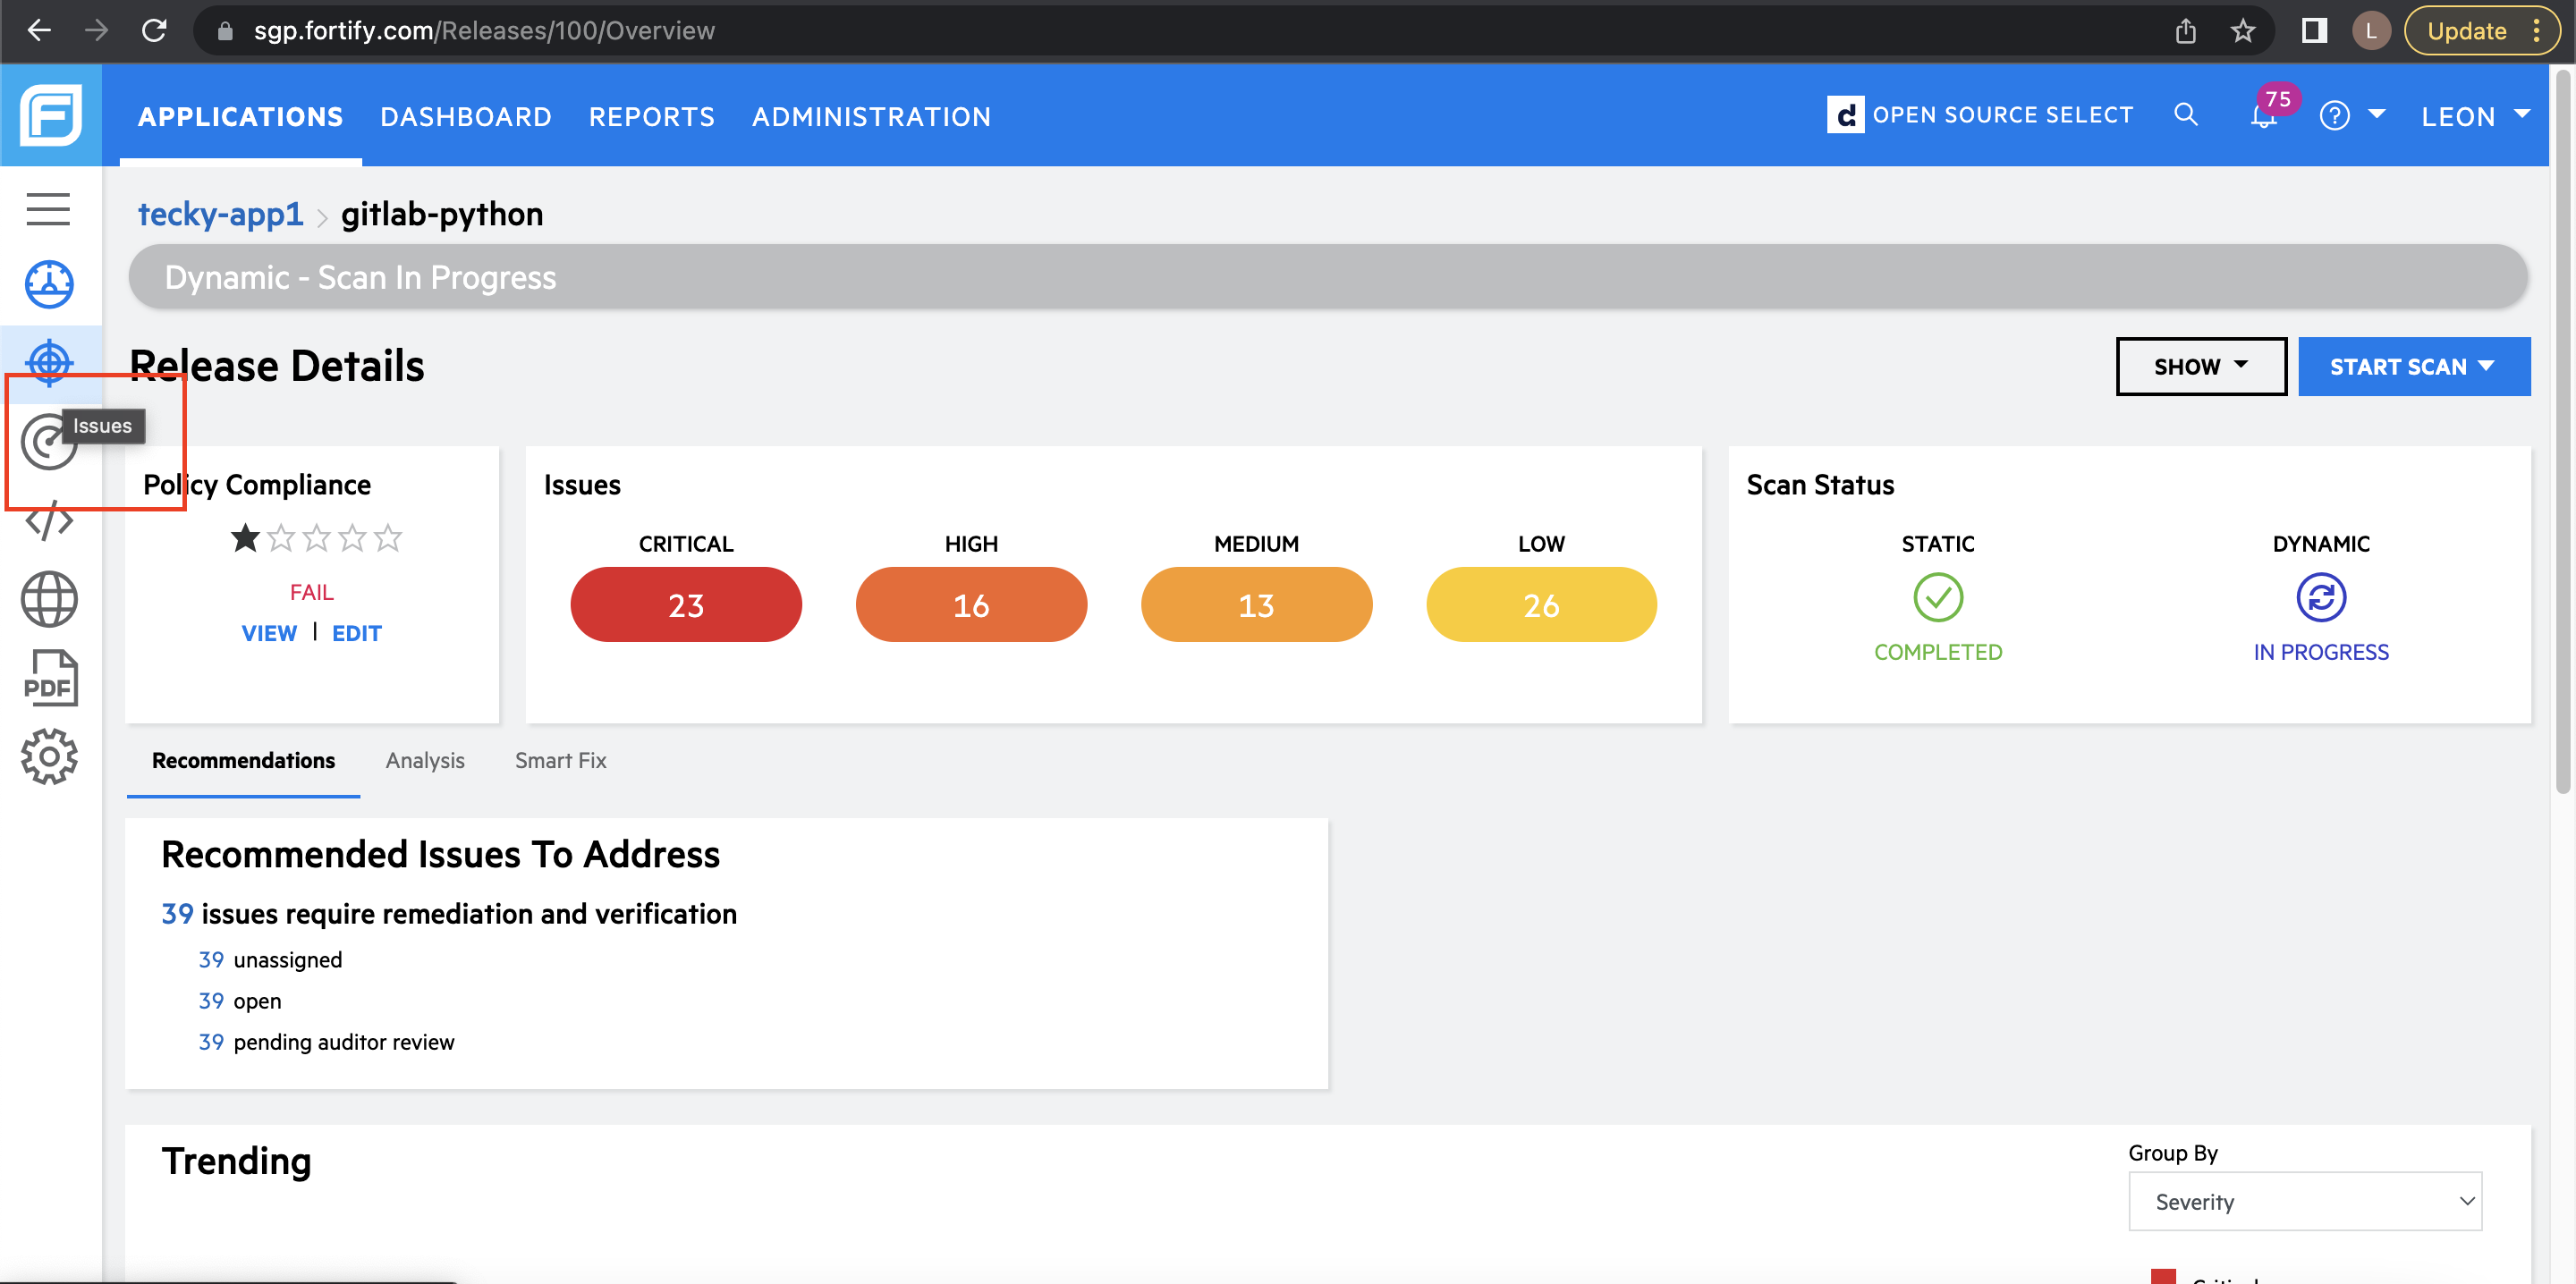 sgp.fortify.com/Releases/100/Overview
L
Update
F
APPLICATIONS DASHBOARD REPORTS ADMINISTRATION
d OPEN SOURCE SELECT
75
?
LEON
tecky-app1 > gitlab-python
Dynamic - Scan In Progress
Release Details
SHOW
START SCAN
Issues
Policy Compliance
FAIL
VIEW | EDIT
Issues
CRITICAL HIGH MEDIUM LOW
23 16 13 26
Scan Status
STATIC DYNAMIC
COMPLETED IN PROGRESS
</>
PDF
Recommendations Analysis Smart Fix
Recommended Issues To Address
39 issues require remediation and verification
39 unassigned
39 open
39 pending auditor review
Trending
Group By
Severity